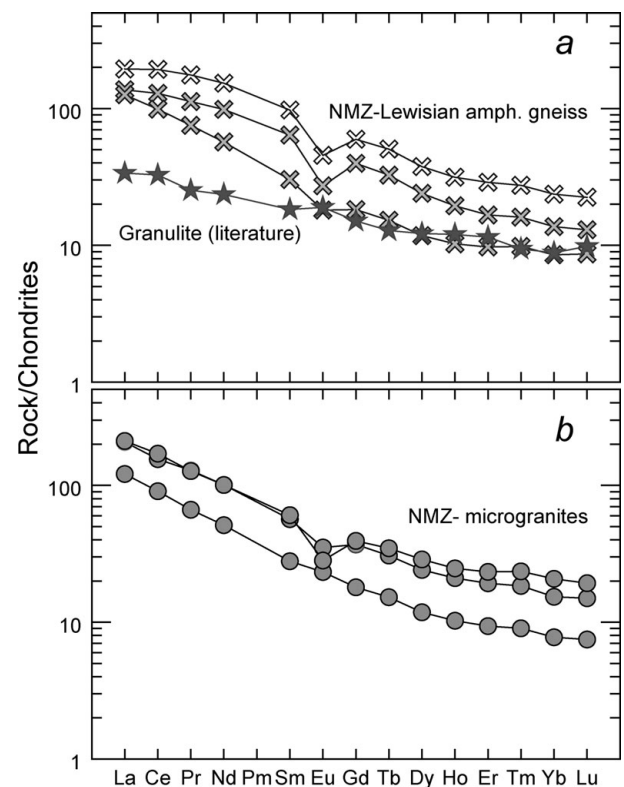 a
NMZ-Lewisian amph. gneiss
100
10
Granulite (literature)
1
Rock/Chondrites
b
100
NMZ- microgranites
10
1
La Ce Pr Nd Pm Sm Eu Gd Tb Dy Ho Er Tm Yb Lu